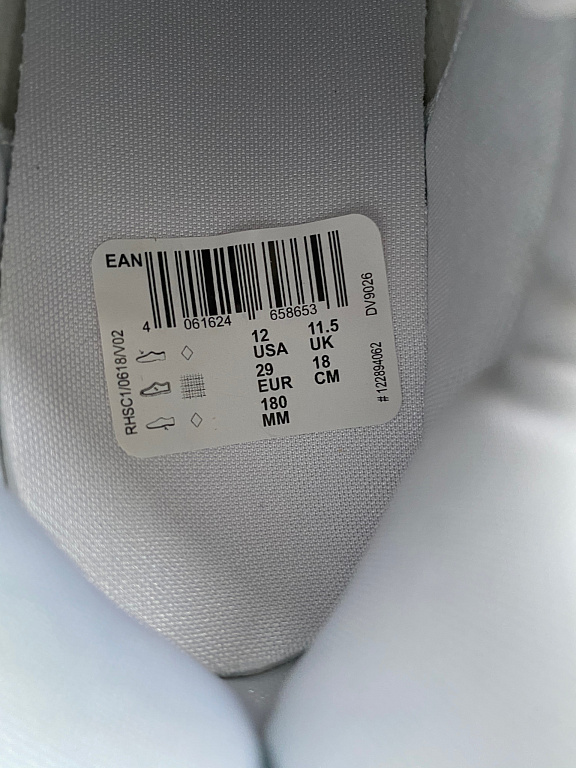 EAN
4 061624 658653
RHSC1/0618/V02
12 USA
11.5 UK
29 EUR
18 CM
180 MM
DV9026
# 122894062